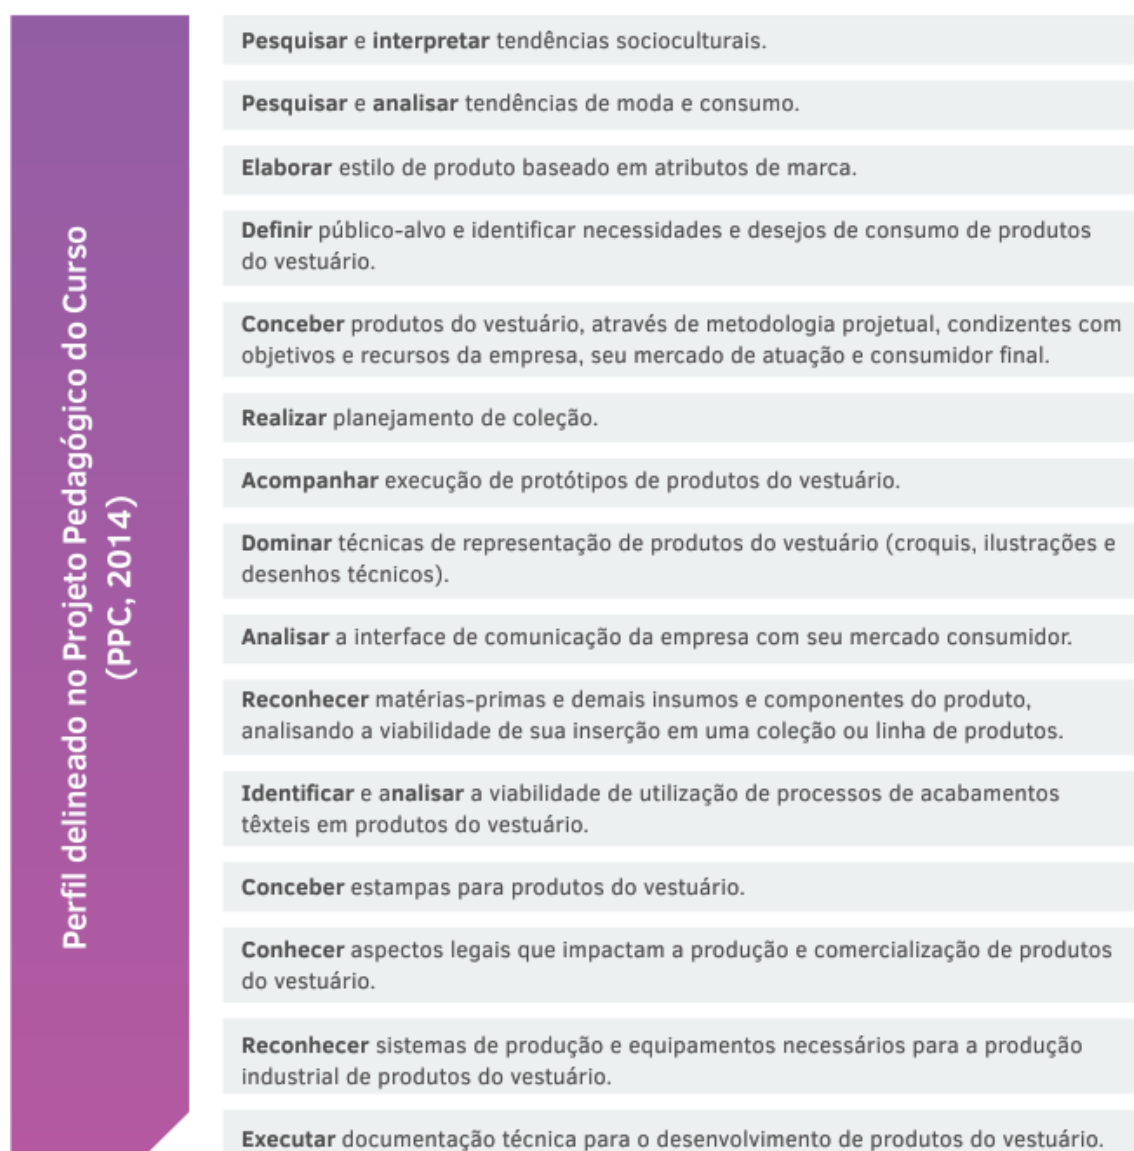 Perfil delineado no Projeto Pedagógico do Curso
(PPC, 2014)
Pesquisar e interpretar tendências socioculturais.
Pesquisar e analisar tendências de moda e consumo.
Elaborar estilo de produto baseado em atributos de marca.
Definir público-alvo e identificar necessidades e desejos de consumo de produtos
do vestuário.
Conceber produtos do vestuário, através de metodologia projetual, condizentes com
objetivos e recursos da empresa, seu mercado de atuação e consumidor final.
Realizar planejamento de coleção.
Acompanhar execução de protótipos de produtos do vestuário.
Dominar técnicas de representação de produtos do vestuário (croquis, ilustrações e
desenhos técnicos).
Analisar a interface de comunicação da empresa com seu mercado consumidor.
Reconhecer matérias-primas e demais insumos e componentes do produto,
analisando a viabilidade de sua inserção em uma coleção ou linha de produtos.
Identificar e analisar a viabilidade de utilização de processos de acabamentos
têxteis em produtos do vestuário.
Conceber estampas para produtos do vestuário.
Conhecer aspectos legais que impactam a produção e comercialização de produtos
do vestuário.
Reconhecer sistemas de produção e equipamentos necessários para a produção
industrial de produtos do vestuário.
Executar documentação técnica para o desenvolvimento de produtos do vestuário.